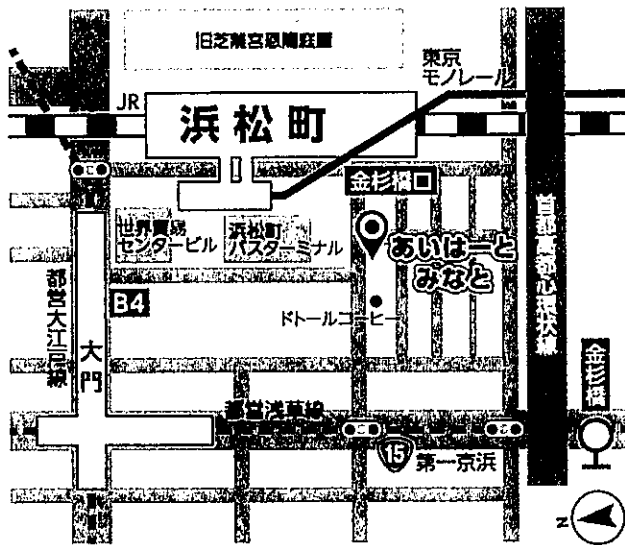 旧芝離宮恩賜庭園
東京
モノレール
JR
浜松町
金杉橋口
世界貿易
センタービル
浜松町
バスターミナル
あいはーと
みなと
首都高都心環状線
都営大江戸線
B4
大門
ドトールコーヒー
金杉橋
都営浅草線
15
第一京浜
N